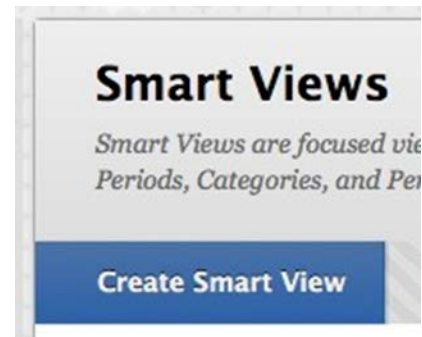 Smart Views
Smart Views are focused
Periods, Categories, and
Create Smart View